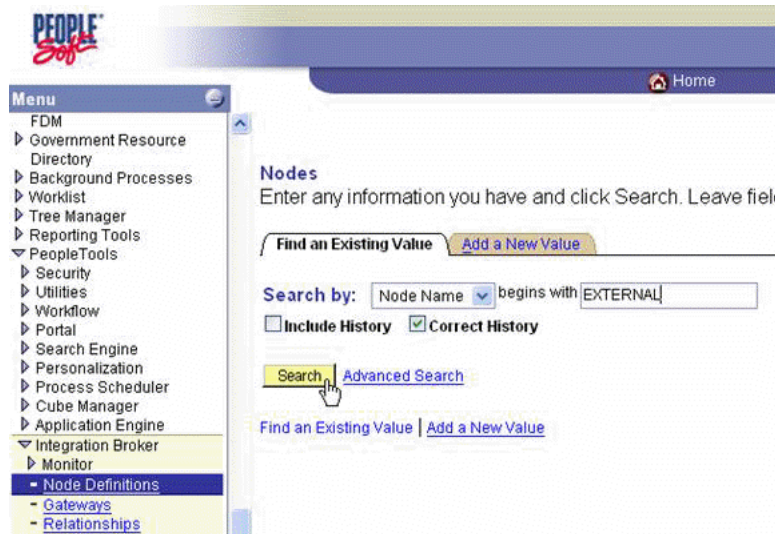 PEOPLE
Soft
Home
Menu
FDM
Government Resource
Directory
Background Processes
Worklist
Tree Manager
Reporting Tools
PeopleTools
Security
Utilities
Workflow
Portal
Search Engine
Personalization
Process Scheduler
Cube Manager
Application Engine
Integration Broker
Monitor
- Node Definitions
- Gateways
- Relationships
Nodes
Enter any information you have and click Search. Leave fiel
Find an Existing Value Add a New Value
Search by: Node Name begins with EXTERNAL
Include History Correct History
Search Advanced Search
Find an Existing Value | Add a New Value